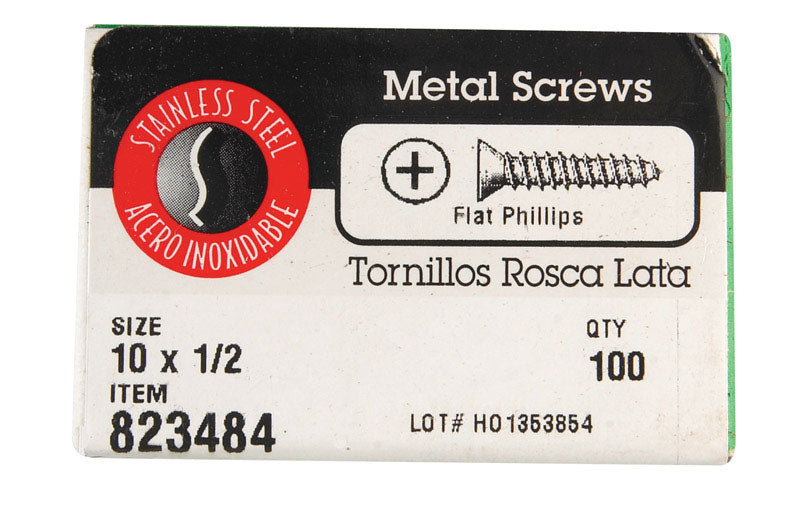 STAINLESS STEEL
ACERO INOXIDABLE
Metal Screws
Flat Phillips
Tornillos Rosca Lata
SIZE
10 x 1/2
QTY
100
ITEM
823484
LOT# HO1353854